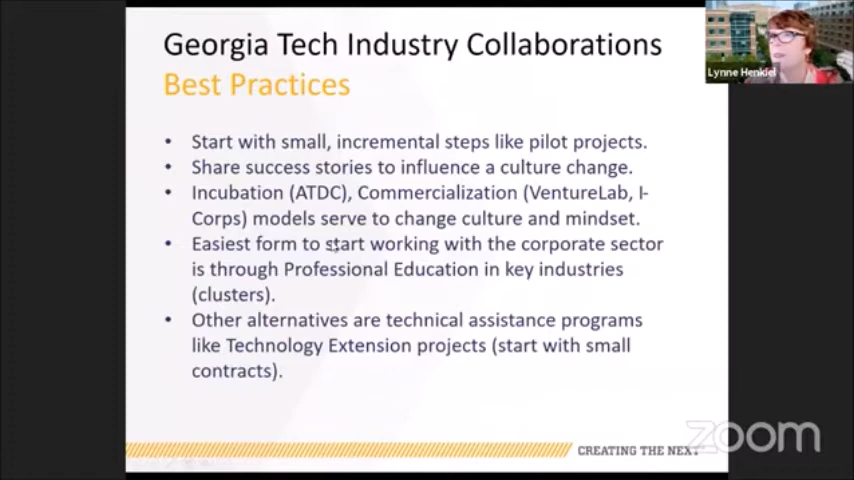 Georgia Tech Industry Collaborations
Best Practices
Lynne Henkiel
• Start with small, incremental steps like pilot projects.
• Share success stories to influence a culture change.
• Incubation (ATDC), Commercialization (VentureLab, I-
Corps) models serve to change culture and mindset.
• Easiest form to start working with the corporate sector
is through Professional Education in key industries
(clusters).
• Other alternatives are technical assistance programs
like Technology Extension projects (start with small
contracts).
CREATING THE NEXT
zoom